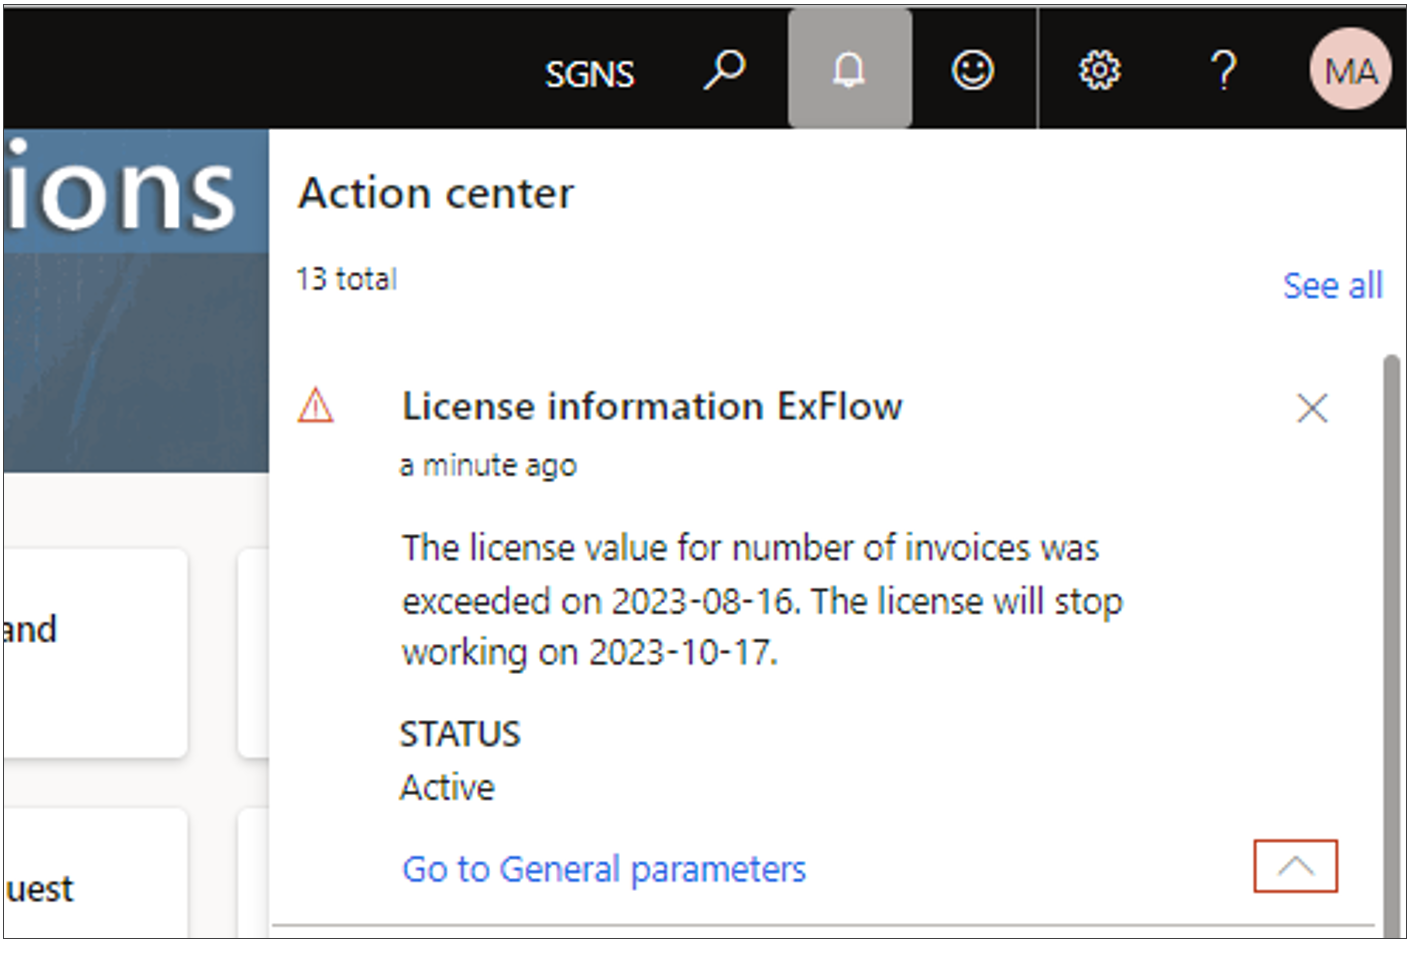 SGNS
?
MA
ions
Action center
13 total
See all
License information ExFlow
a minute ago
The license value for number of invoices was
exceeded on 2023-08-16. The license will stop
working on 2023-10-17.
STATUS
Active
Go to General parameters
and
uest